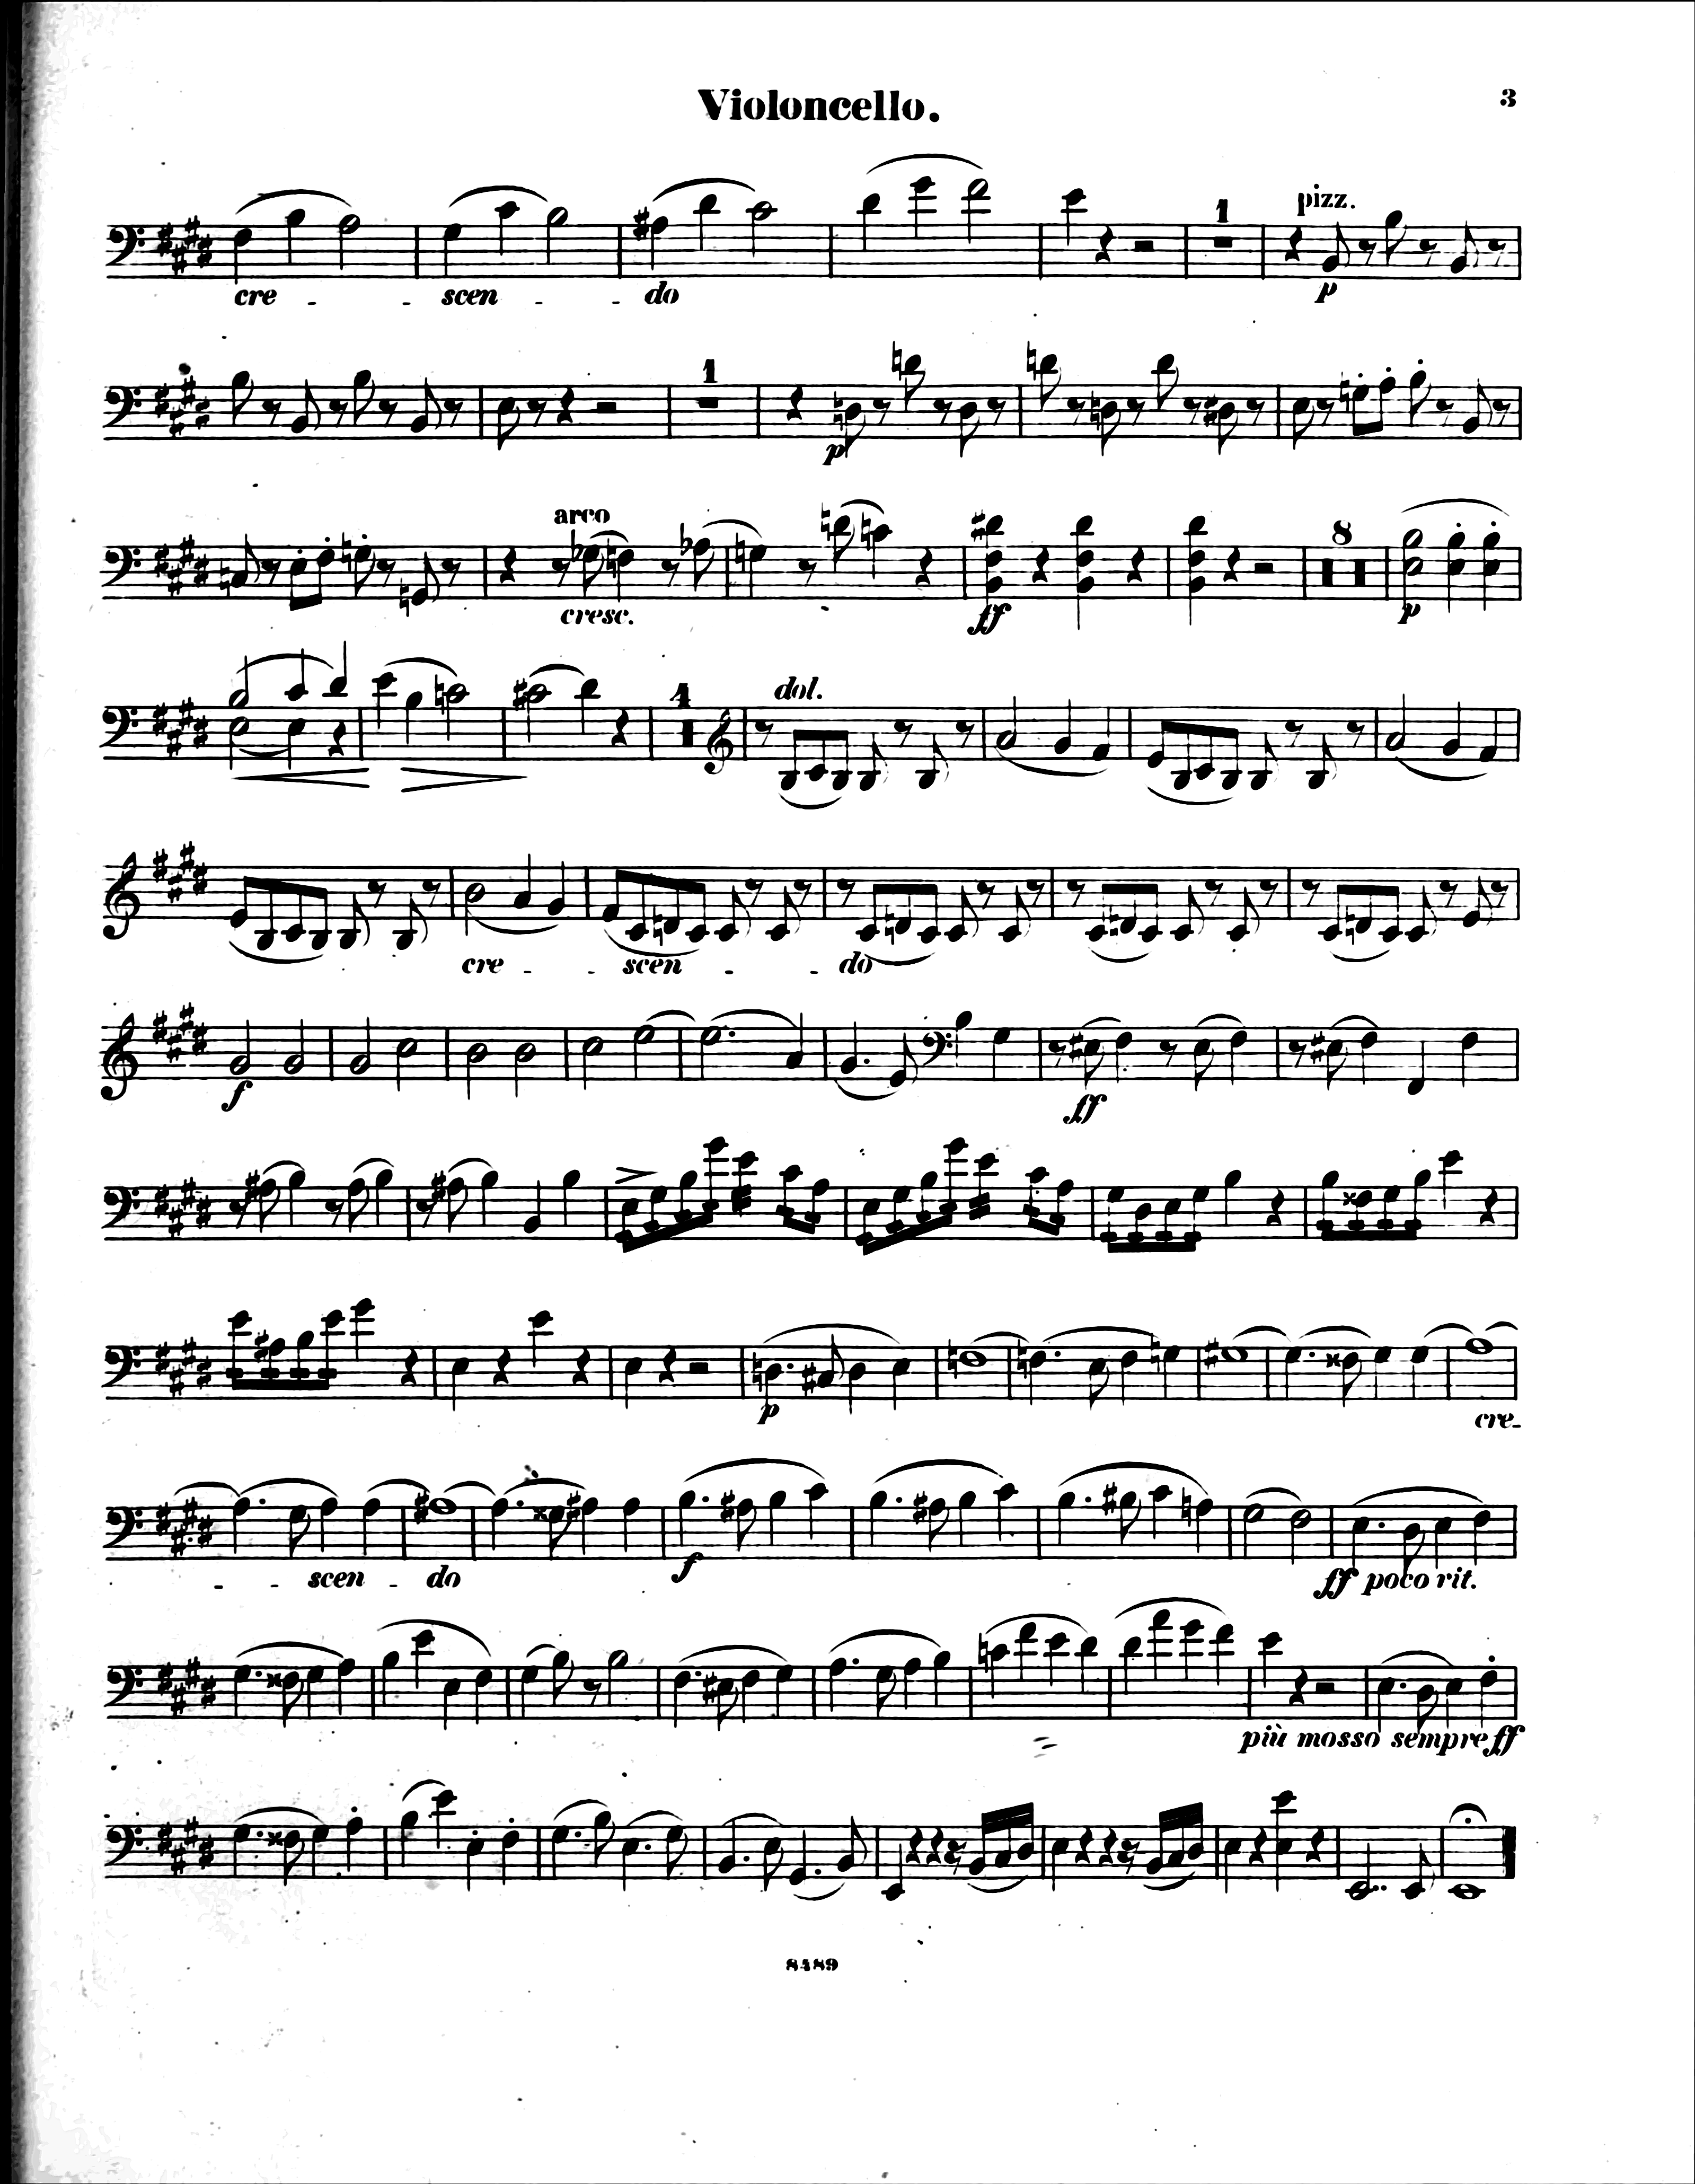 Violoncello.
3
1
pizz.
cre - - scen - - do
p
1
p
arco
8
cresc.
ff
p
4
dol.
cre - - scen - - do
f
ff
p
cre-
- - scen - do
f
ff poco rit.
più mosso sempre ff
8489